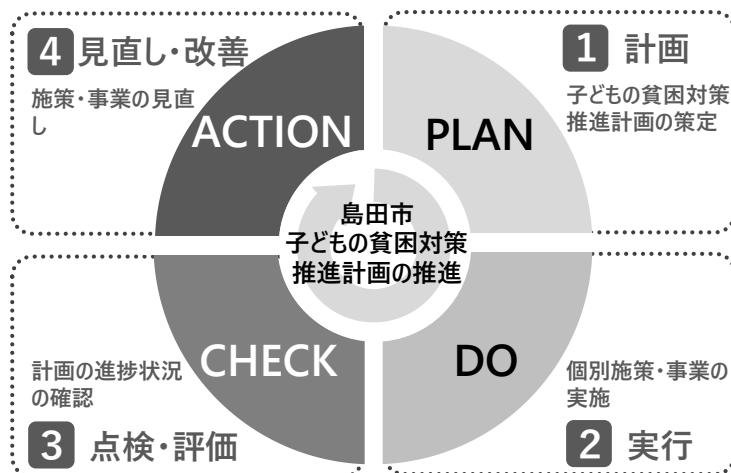 4 見直し・改善
施策・事業の見直
し
ACTION
1 計画
子どもの貧困対策
推進計画の策定
PLAN
島田市
子どもの貧困対策
推進計画の推進
計画の進捗状況
の確認
CHECK
3 点検・評価
DO
個別施策・事業の
実施
2 実行